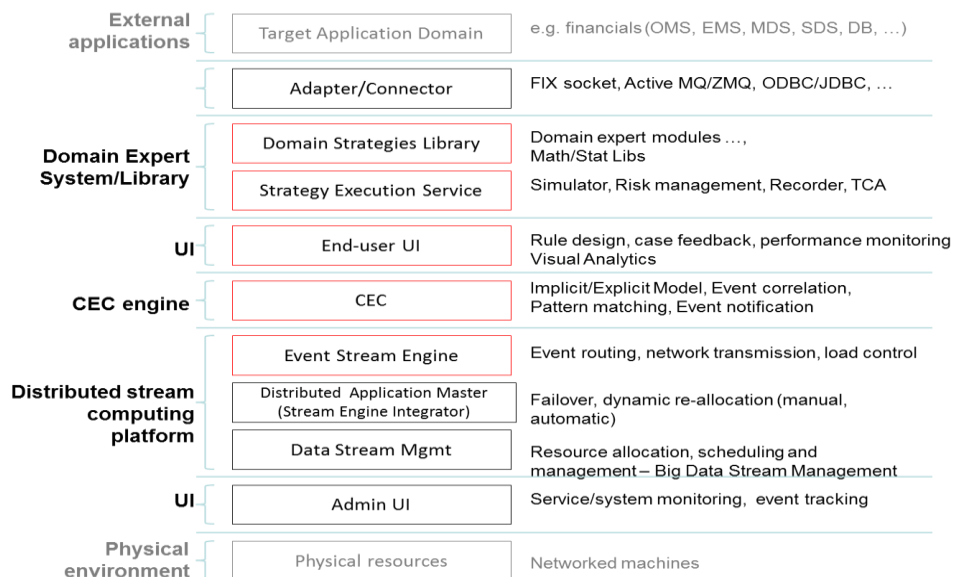 External
applications
Target Application Domain
e.g. financials (OMS, EMS, MDS, SDS, DB, …)
Adapter/Connector
FIX socket, Active MQ/ZMQ, ODBC/JDBC, …
Domain Expert
System/Library
Domain Strategies Library
Domain expert modules …,
Math/Stat Libs
Strategy Execution Service
Simulator, Risk management, Recorder, TCA
UI
End-user UI
Rule design, case feedback, performance monitoring
Visual Analytics
CEC engine
CEC
Implicit/Explicit Model, Event correlation,
Pattern matching, Event notification
Distributed stream
computing
platform
Event Stream Engine
Event routing, network transmission, load control
Distributed Application Master
(Stream Engine Integrator)
Failover, dynamic re-allocation (manual,
automatic)
Data Stream Mgmt
Resource allocation, scheduling and
management – Big Data Stream Management
UI
Admin UI
Service/system monitoring, event tracking
Physical
environment
Physical resources
Networked machines